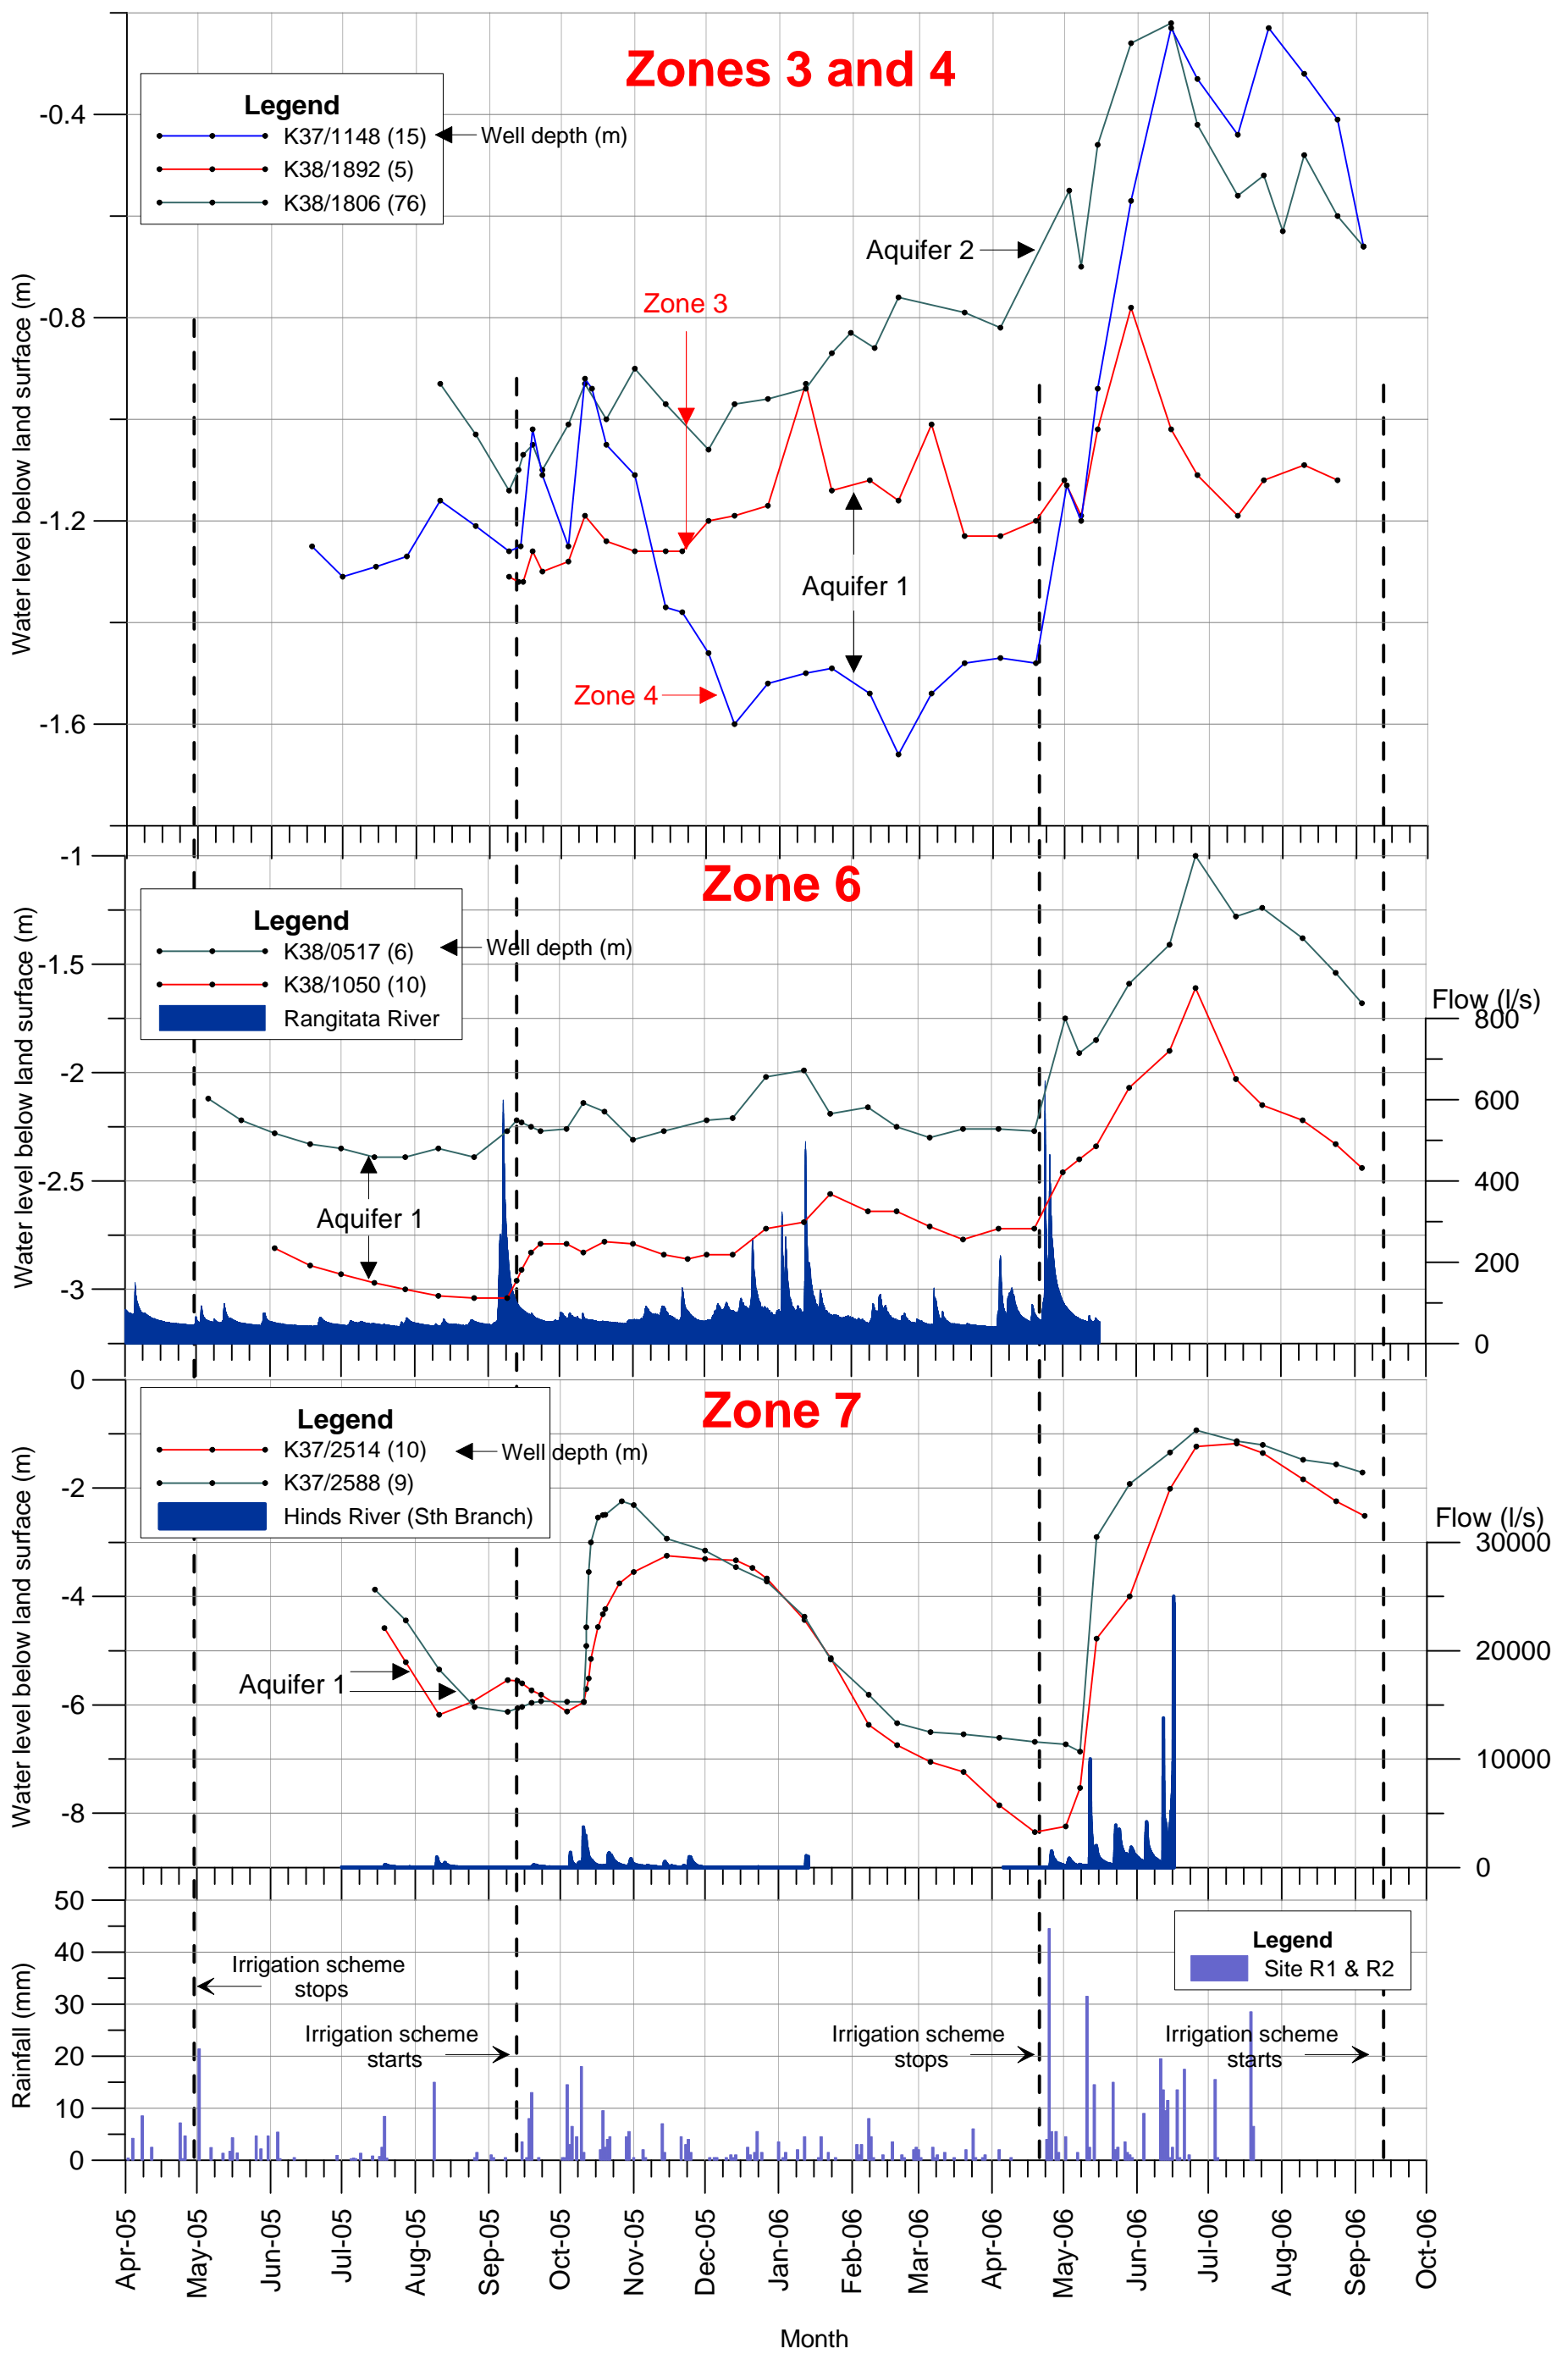 Zones 3 and 4
Legend
K37/1148 (15)
Well depth (m)
K38/1892 (5)
K38/1806 (76)
Aquifer 2
Zone 3
Aquifer 1
Zone 4
Water level below land surface (m)
-0.4
-0.8
-1.2
-1.6
Zone 6
Legend
K38/0517 (6)
Well depth (m)
K38/1050 (10)
Rangitata River
Aquifer 1
Water level below land surface (m)
-1
-1.5
-2
-2.5
-3
Flow (l/s)
800
600
400
200
0
Zone 7
Legend
K37/2514 (10)
Well depth (m)
K37/2588 (9)
Hinds River (Sth Branch)
Aquifer 1
Water level below land surface (m)
0
-2
-4
-6
-8
Flow (l/s)
30000
20000
10000
0
Rainfall (mm)
50
40
30
20
10
0
Legend
Site R1 & R2
Irrigation scheme
stops
Irrigation scheme
starts
Irrigation scheme
stops
Irrigation scheme
starts
Apr-05
May-05
Jun-05
Jul-05
Aug-05
Sep-05
Oct-05
Nov-05
Dec-05
Jan-06
Feb-06
Mar-06
Apr-06
May-06
Jun-06
Jul-06
Aug-06
Sep-06
Oct-06
Month